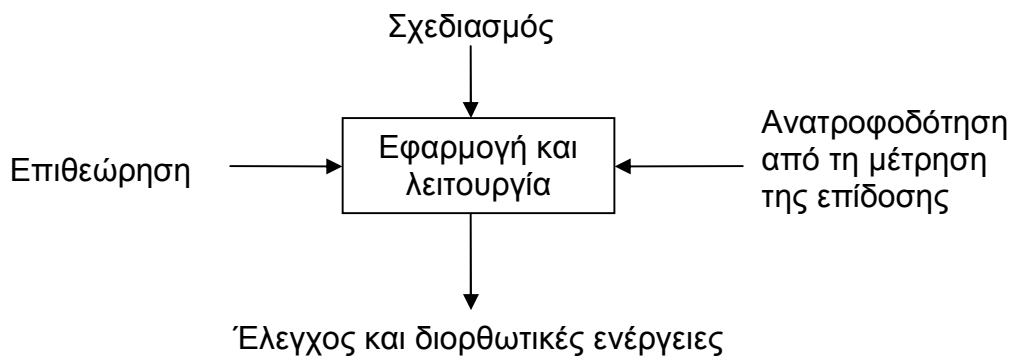 Σχεδιασμός
Επιθεώρηση
Εφαρμογή και
λειτουργία
Ανατροφοδότηση
από τη μέτρηση
της επίδοσης
Έλεγχος και διορθωτικές ενέργειες